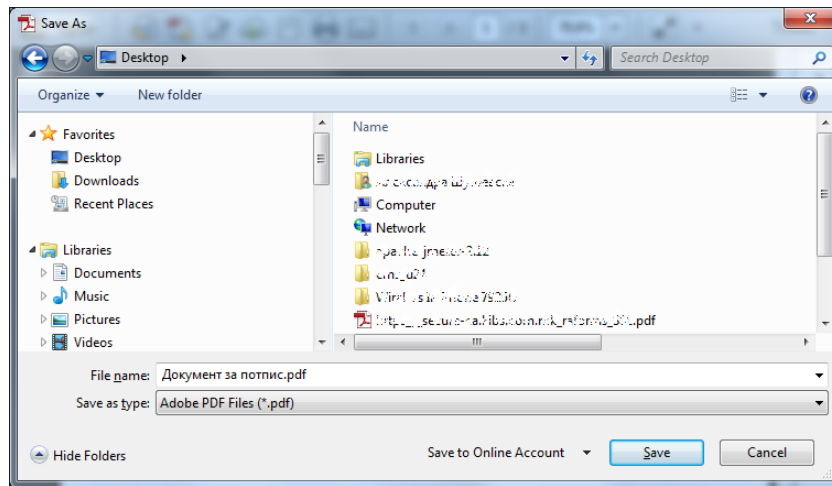 Save As
Desktop
Search Desktop
Organize
New folder
Favorites
Desktop
Downloads
Recent Places
Libraries
Documents
Music
Pictures
Videos
Name
Libraries
Computer
Network
.pdf
File name: Документ за потпис.pdf
Save as type: Adobe PDF Files (*.pdf)
Hide Folders
Save to Online Account
Save
Cancel